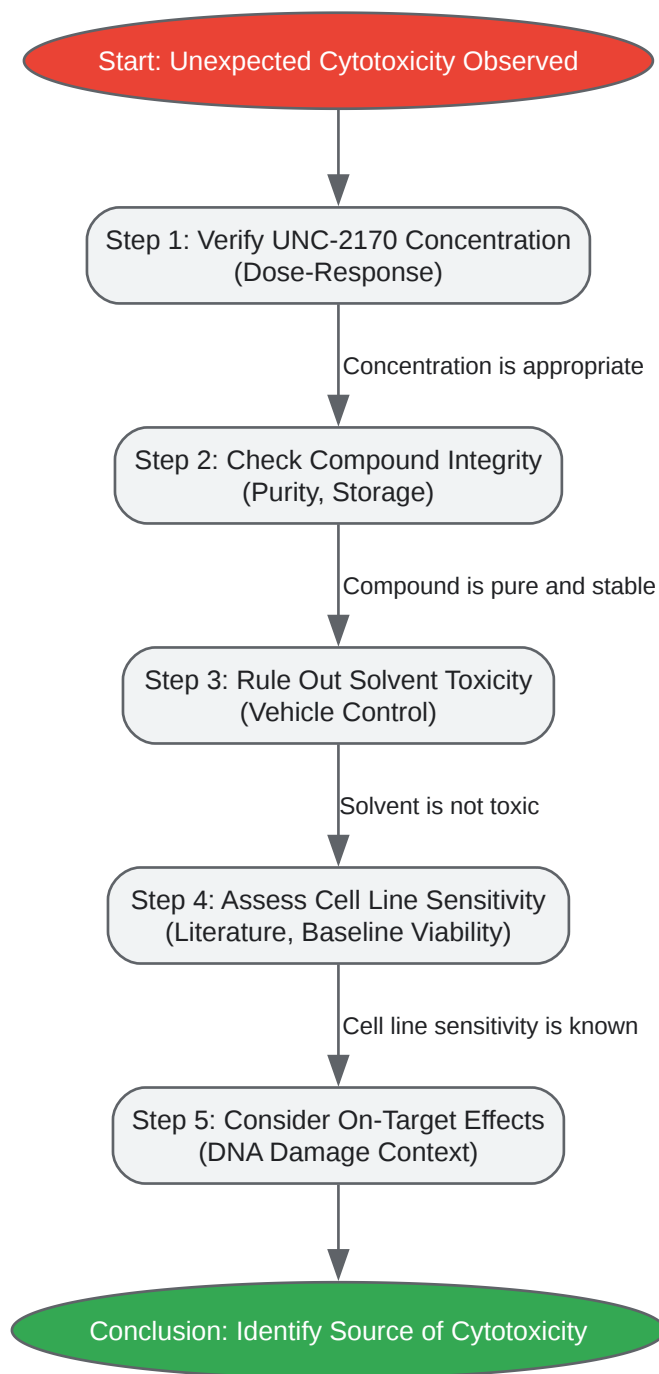 Start: Unexpected Cytotoxicity Observed
Step 1: Verify UNC-2170 Concentration
(Dose-Response)
Concentration is appropriate
Step 2: Check Compound Integrity
(Purity, Storage)
Compound is pure and stable
Step 3: Rule Out Solvent Toxicity
(Vehicle Control)
Solvent is not toxic
Step 4: Assess Cell Line Sensitivity
(Literature, Baseline Viability)
Cell line sensitivity is known
Step 5: Consider On-Target Effects
(DNA Damage Context)
Conclusion: Identify Source of Cytotoxicity